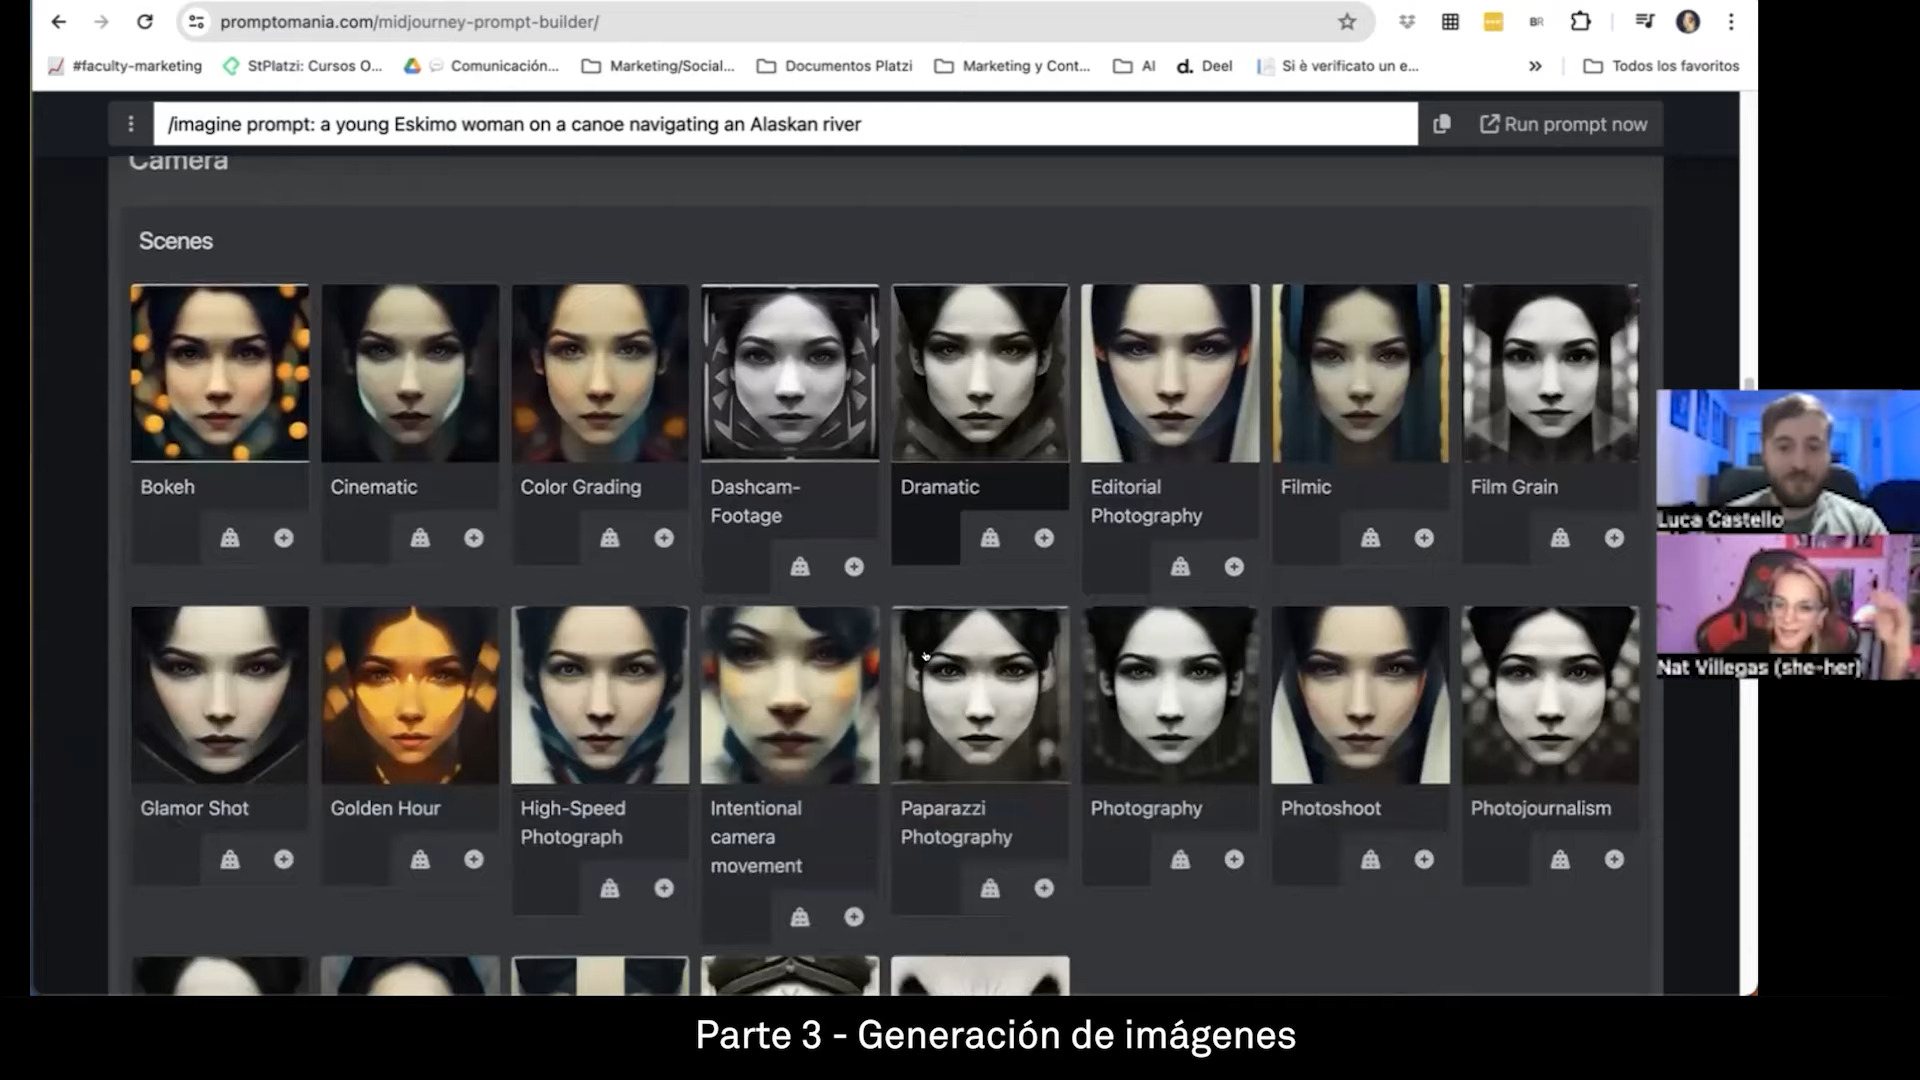 promptomania.com/midjourney-prompt-builder/
BR
#faculty-marketing
StPlatzi: Cursos O...
Comunicación...
Marketing/Social...
Documentos Platzi
Marketing y Cont...
AI
d. Deel
Si è verificato un e...
»
Todos los favoritos
/imagine prompt: a young Eskimo woman on a canoe navigating an Alaskan river
Run prompt now
Camera
Scenes
Bokeh
Cinematic
Color Grading
Dashcam-
Footage
Dramatic
Editorial
Photography
Filmic
Film Grain
Luca Castello
Nat Villegas (she-her)
Glamor Shot
Golden Hour
High-Speed
Photograph
Intentional
camera
movement
Paparazzi
Photography
Photography
Photoshoot
Photojournalism
Parte 3 - Generación de imágenes